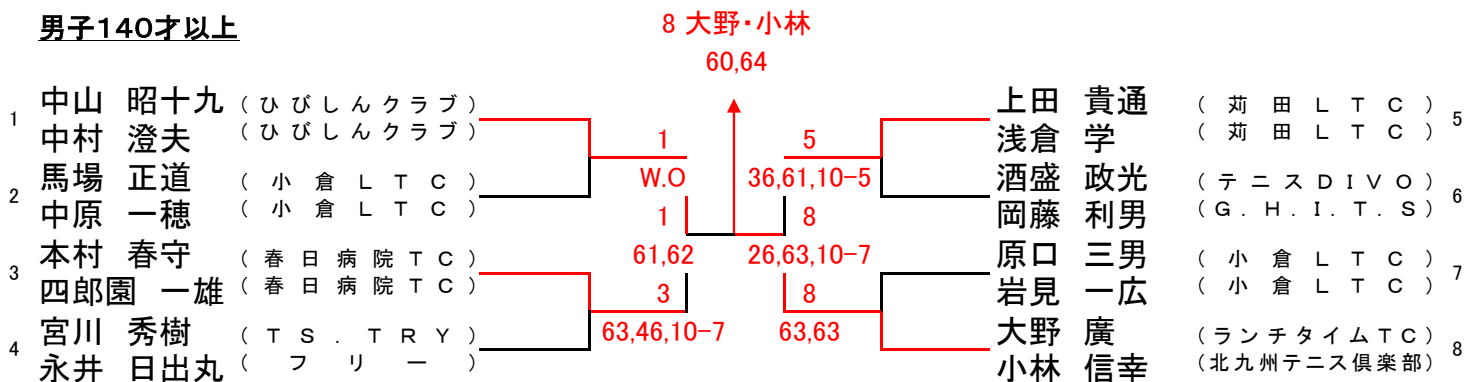 男子140才以上
8 大野・小林
60,64
1 中山 昭十九 (ひびしんクラブ)
中村 澄夫 (ひびしんクラブ)
2 馬場 正道 (小倉LTC)
中原 一穂 (小倉LTC)
3 本村 春守 (春日病院TC)
四郎園 一雄 (春日病院TC)
4 宮川 秀樹 (TS.TRY)
永井 日出丸 (フリー)
1
W.O
1
61,62
3
63,46,10-7
5
36,61,10-5
8
26,63,10-7
8
63,63
上田 貴通 (苅田LTC) 5
浅倉 学 (苅田LTC)
酒盛 政光 (テニスDIVO) 6
岡藤 利男 (G.H.I.T.S)
原口 三男 (小倉LTC) 7
岩見 一広 (小倉LTC)
大野 廣 (ランチタイムTC) 8
小林 信幸 (北九州テニス倶楽部)